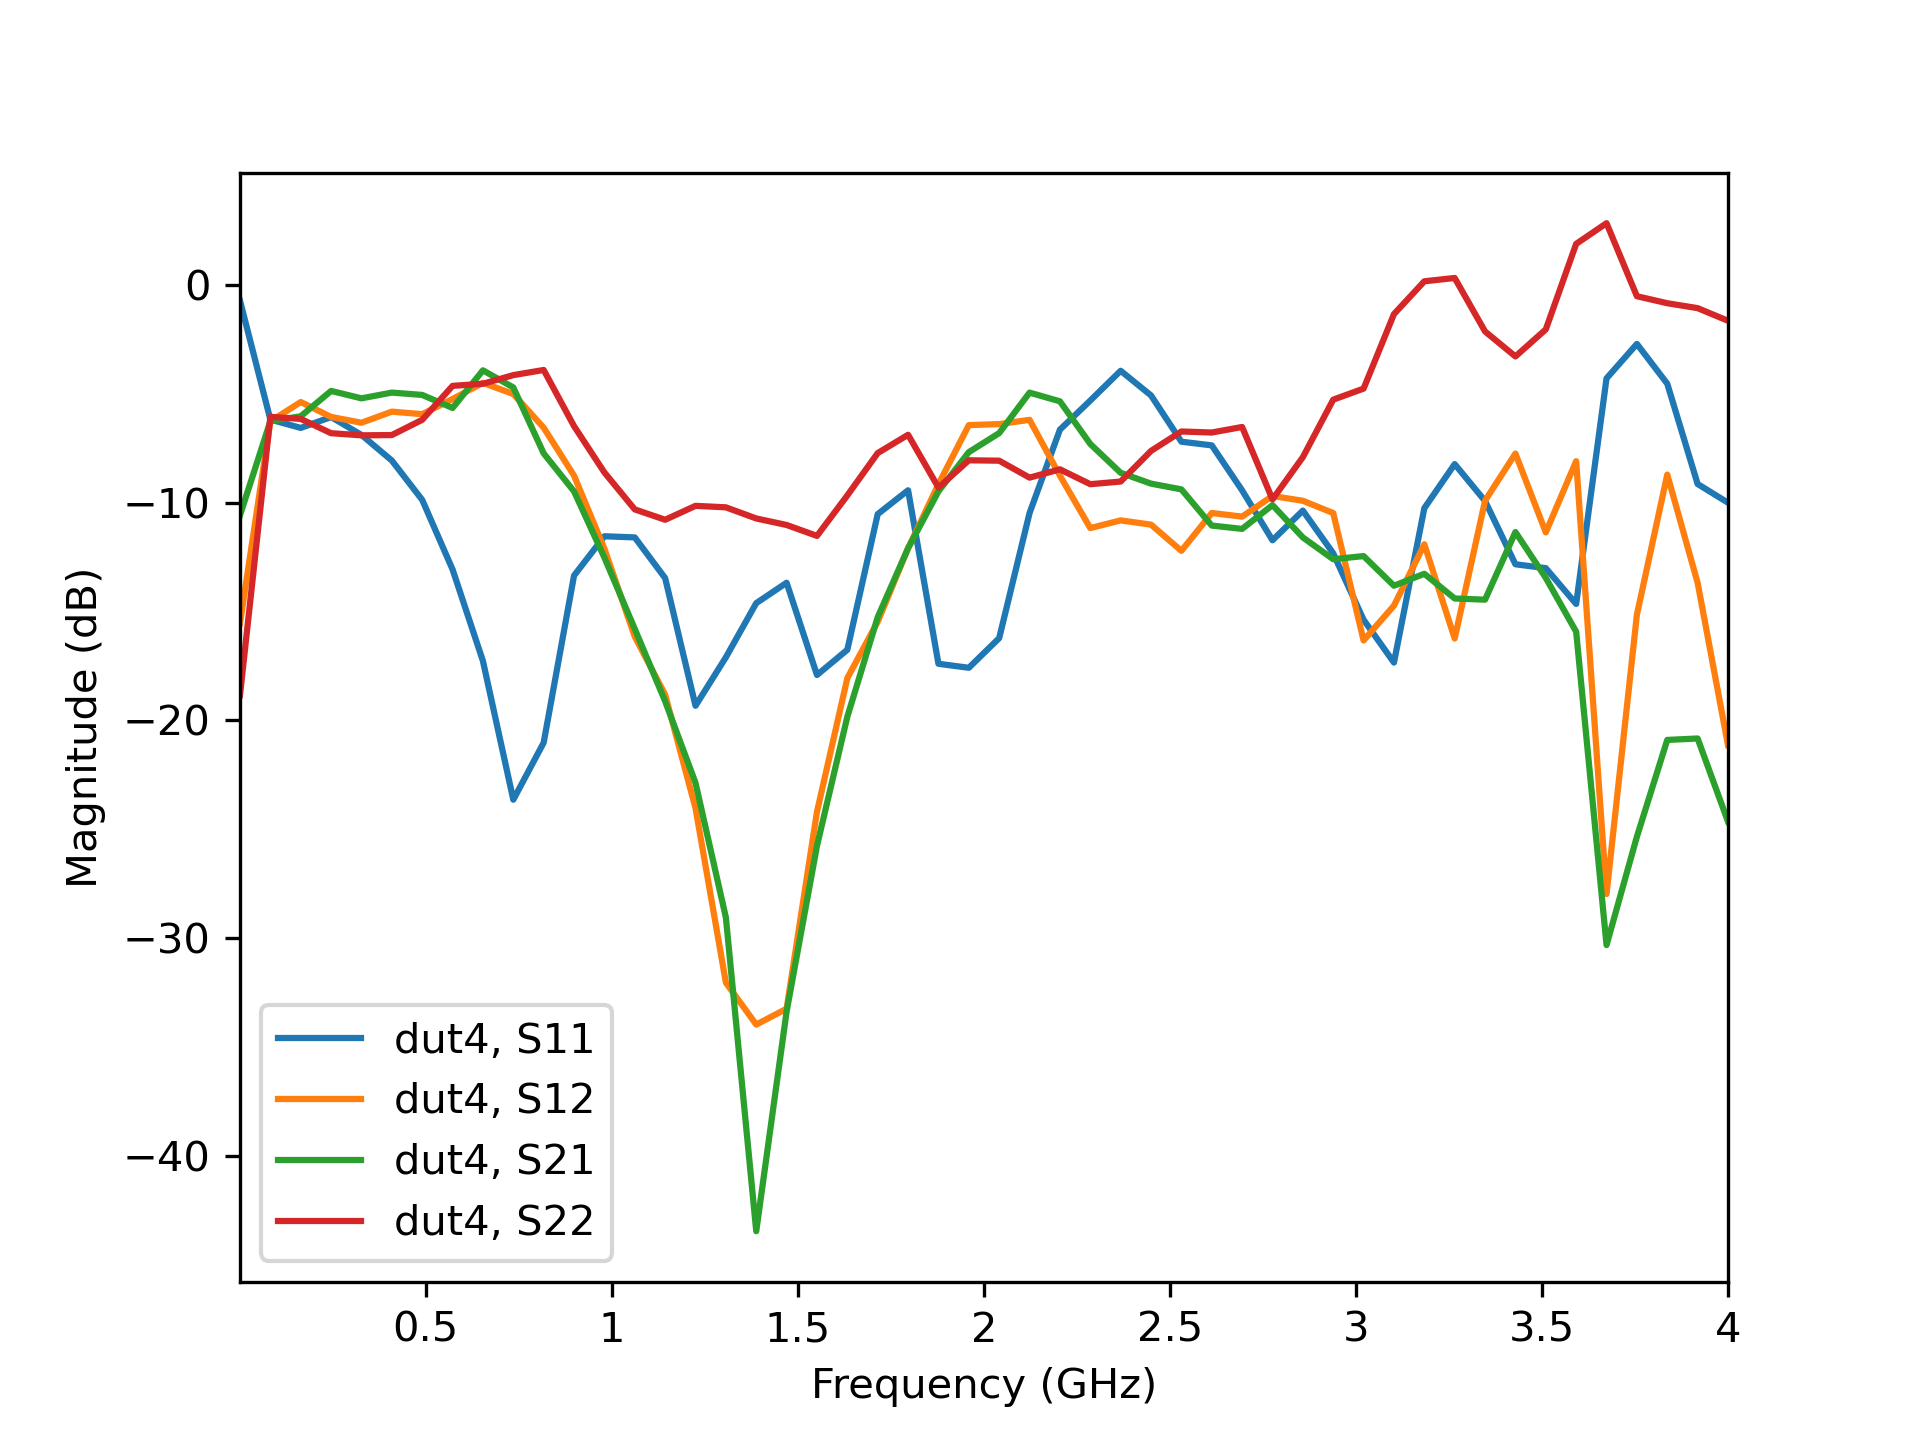 0
−10
−20
−30
−40
Magnitude (dB)
dut4, S11
dut4, S12
dut4, S21
dut4, S22
0.5 1 1.5 2 2.5 3 3.5 4
Frequency (GHz)